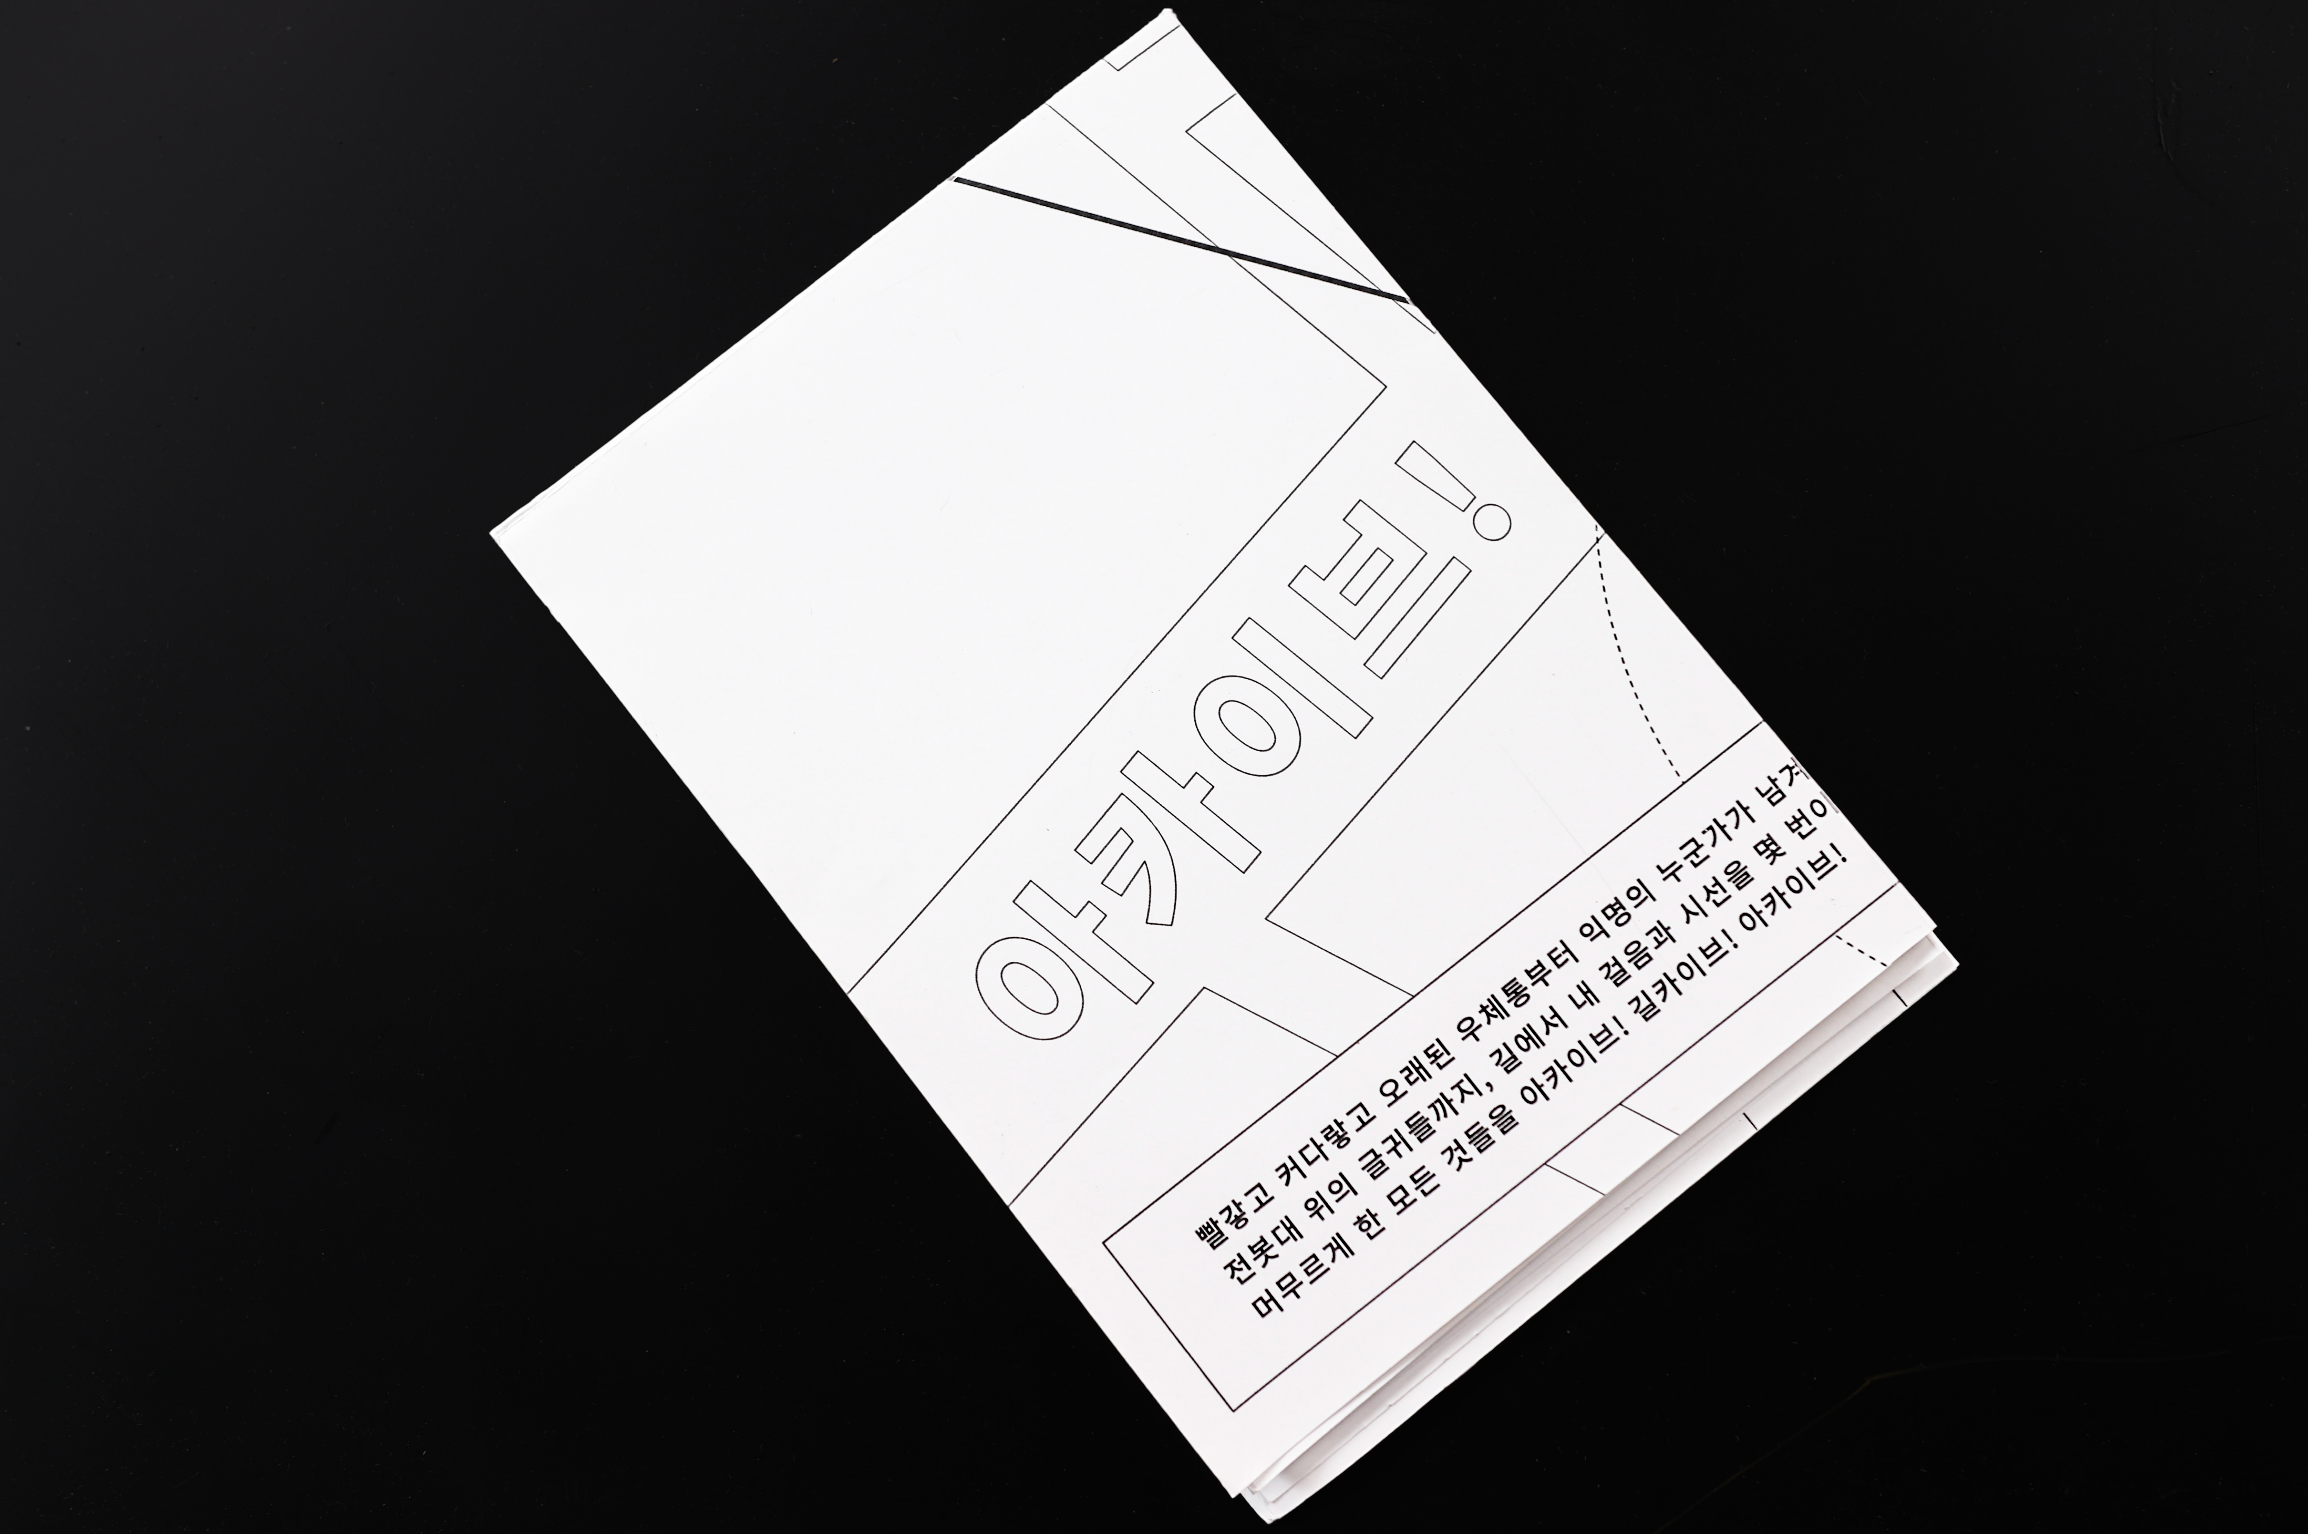 아카이브!
빨갛고 커다랗고 오래된 우체통부터 익명의 누군가가 남
전봇대 위의 글귀들까지, 길에서 내 걸음과 시선을 몇 번이
머무르게 한 모든 것들을 아카이브! 길카이브! 아카이브!